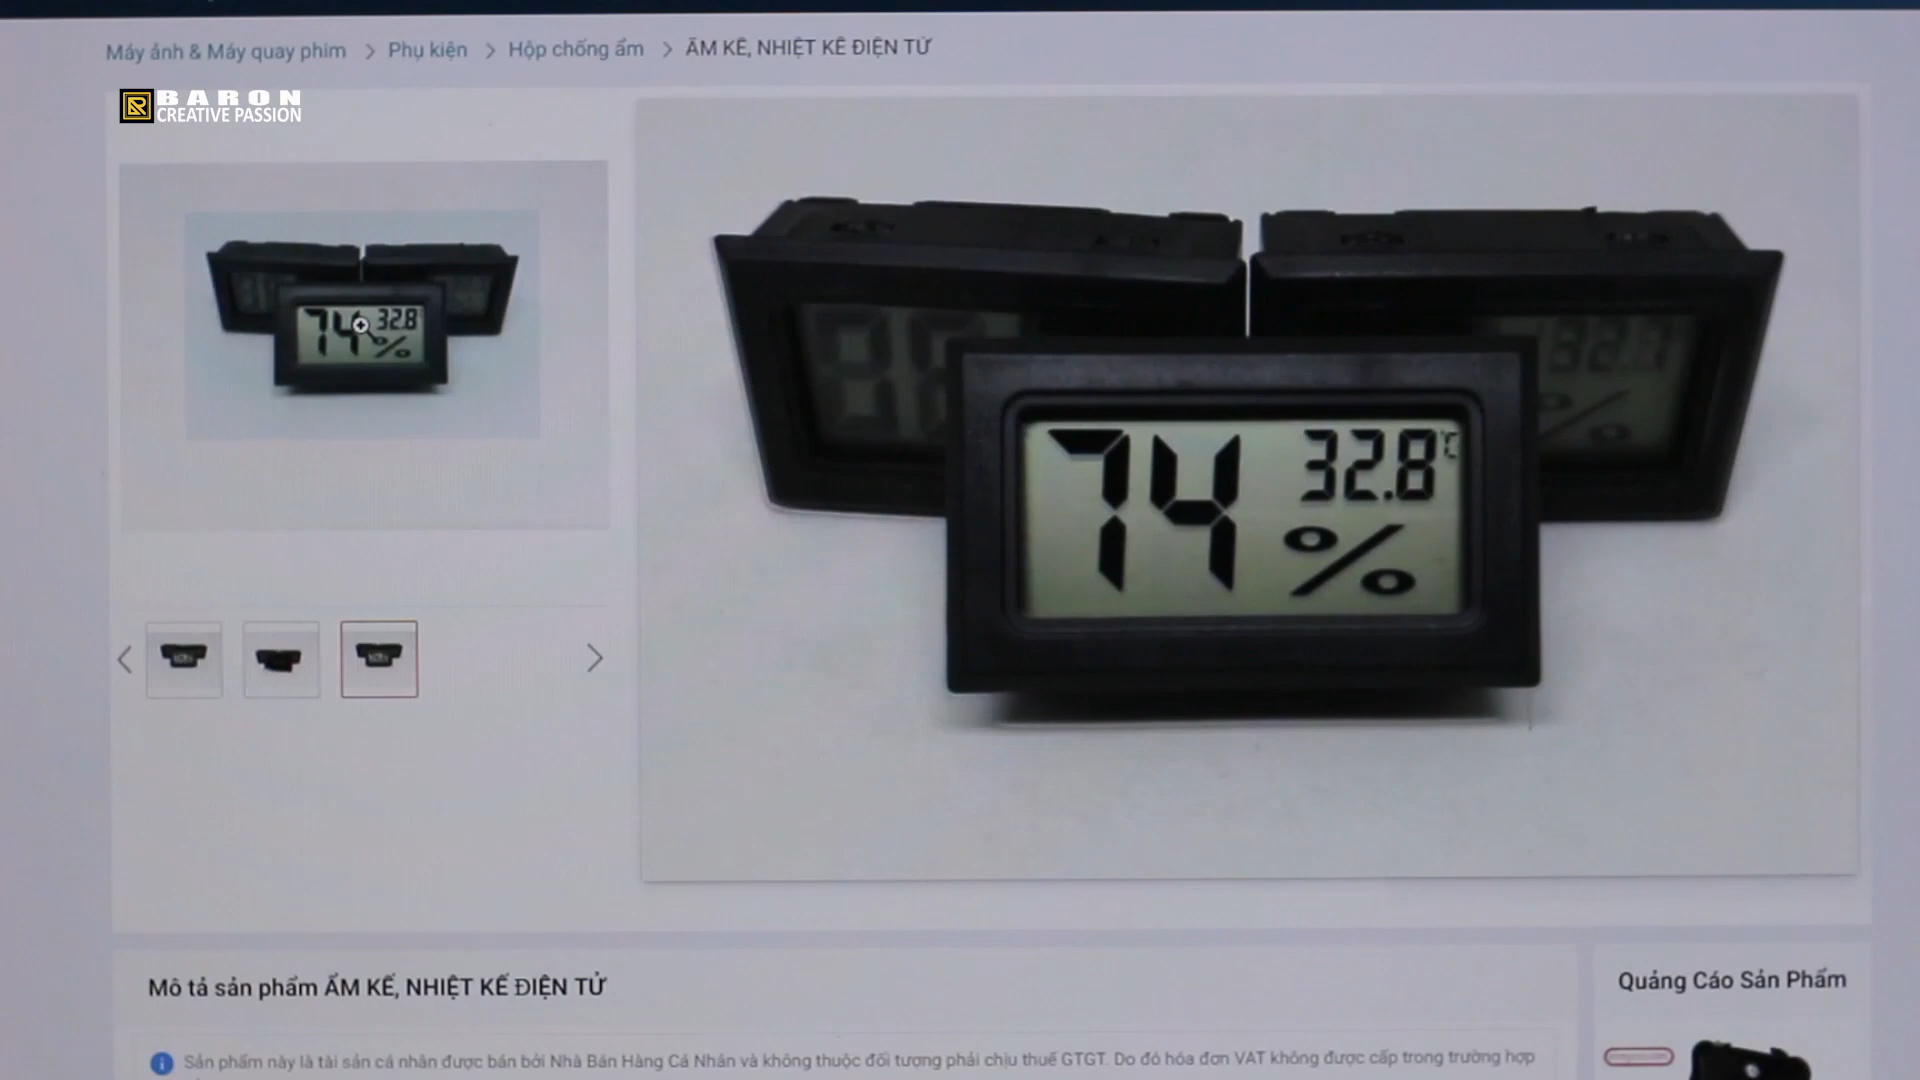 Máy ảnh & Máy quay phim > Phụ kiện > Hộp chống ẩm > ẨM KẾ, NHIỆT KẾ ĐIỆN TỬ
BARON
CREATIVE PASSION
74 32.8
%
74 32.8°C
%
Mô tả sản phẩm ẨM KẾ, NHIỆT KẾ ĐIỆN TỬ
Quảng Cáo Sản Phẩm
Sản phẩm này là tài sản cá nhân được bán bởi Nhà Bán Hàng Cá Nhân và không thuộc đối tượng phải chịu thuế GTGT. Do đó hóa đơn VAT không được cấp trong trường hợp